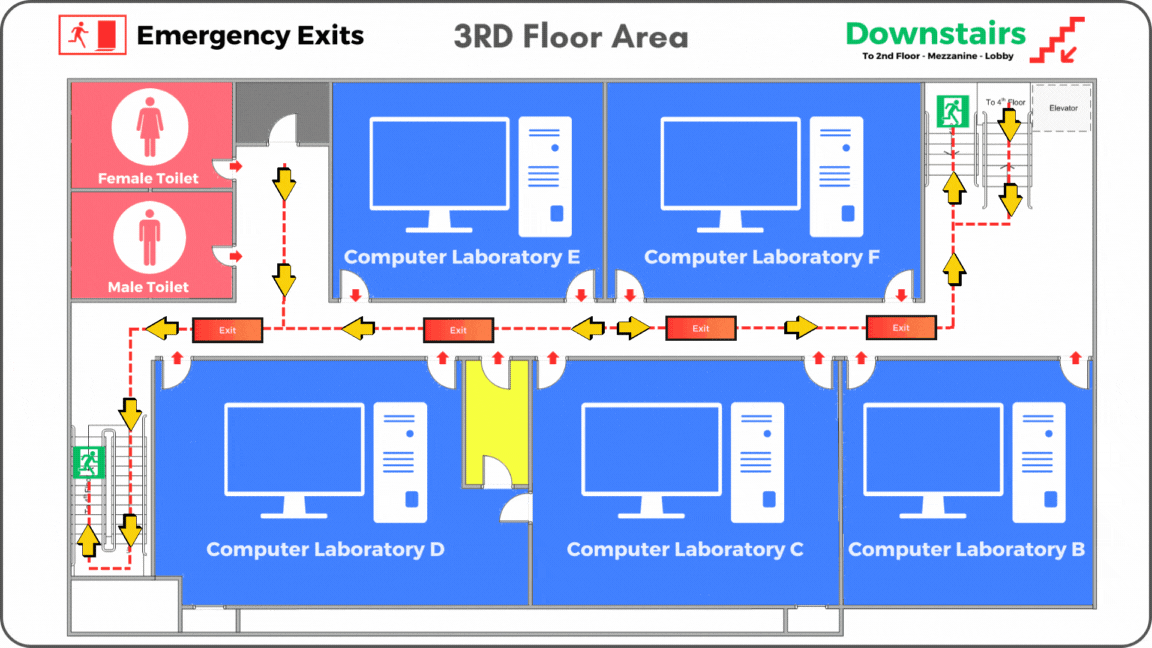 Emergency Exits
3RD Floor Area
Downstairs
To 2nd Floor - Mezzanine - Lobby
To 4th Floor
Elevator
Female Toilet
Male Toilet
Computer Laboratory E
Computer Laboratory F
Exit
Exit
Exit
Exit
Computer Laboratory D
Computer Laboratory C
Computer Laboratory B